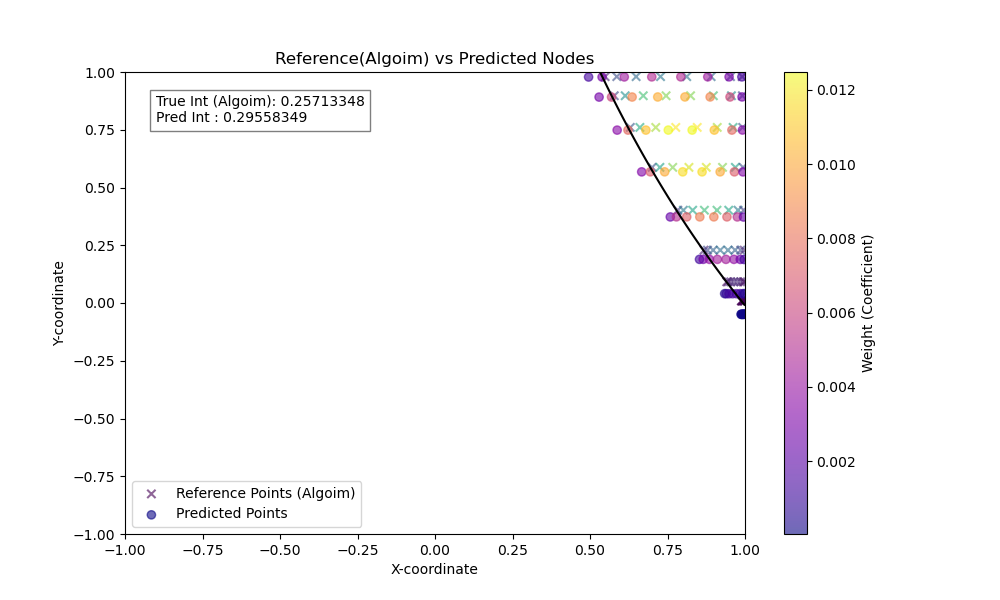 Reference(Algoim) vs Predicted Nodes
True Int (Algoim): 0.25713348
Pred Int : 0.29558349
1.00
0.75
0.50
0.25
0.00
−0.25
−0.50
−0.75
−1.00
Y-coordinate
Reference Points (Algoim)
Predicted Points
−1.00 −0.75 −0.50 −0.25 0.00 0.25 0.50 0.75 1.00
X-coordinate
0.012
0.010
0.008
0.006
0.004
0.002
Weight (Coefficient)